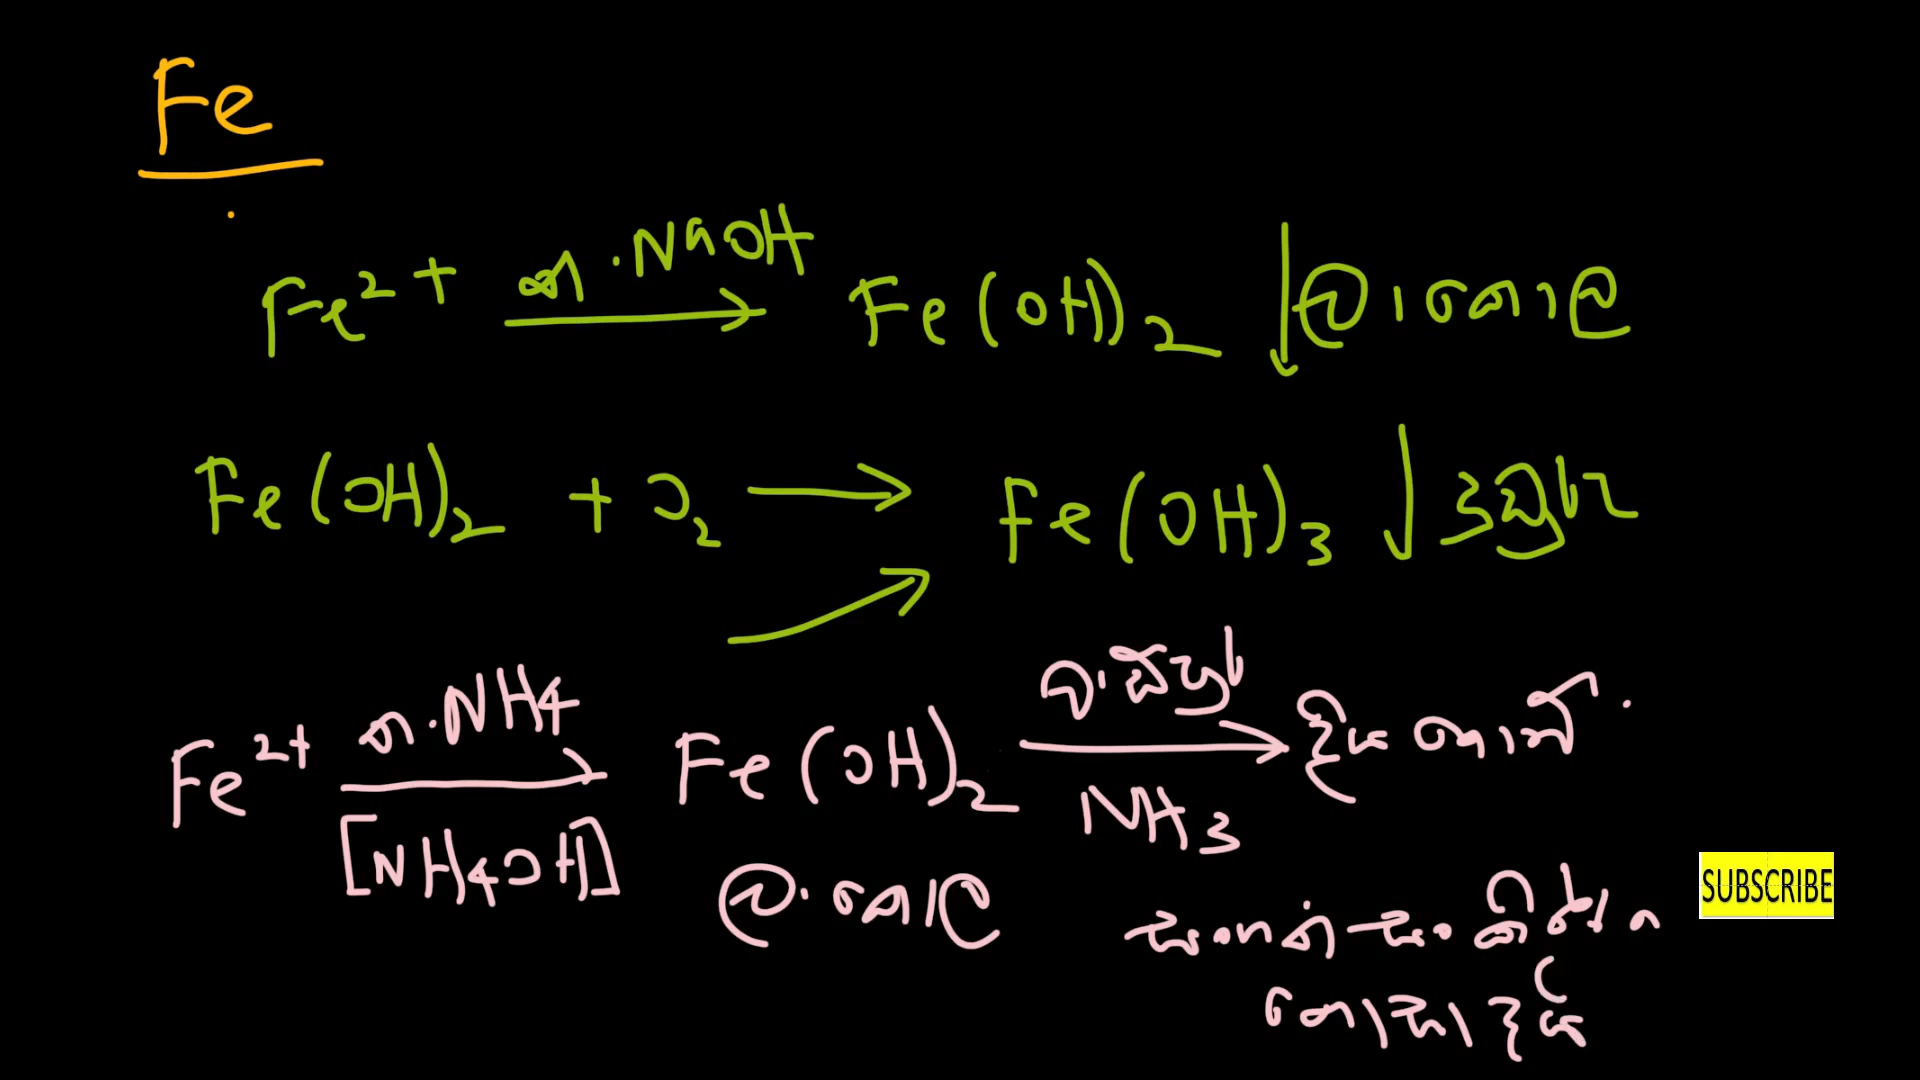 Fe
Fe²⁺ ත.NaOH → Fe(OH)₂ ↓ ල.කොළ
Fe(OH)₂ + O₂ → Fe(OH)₃ ↓ දුඹුරු
Fe²⁺ ත.NH₄ [NH₄OH] → Fe(OH)₂ NH₃ → දිය නොවේ.
ල.කොළ
SUBSCRIBE